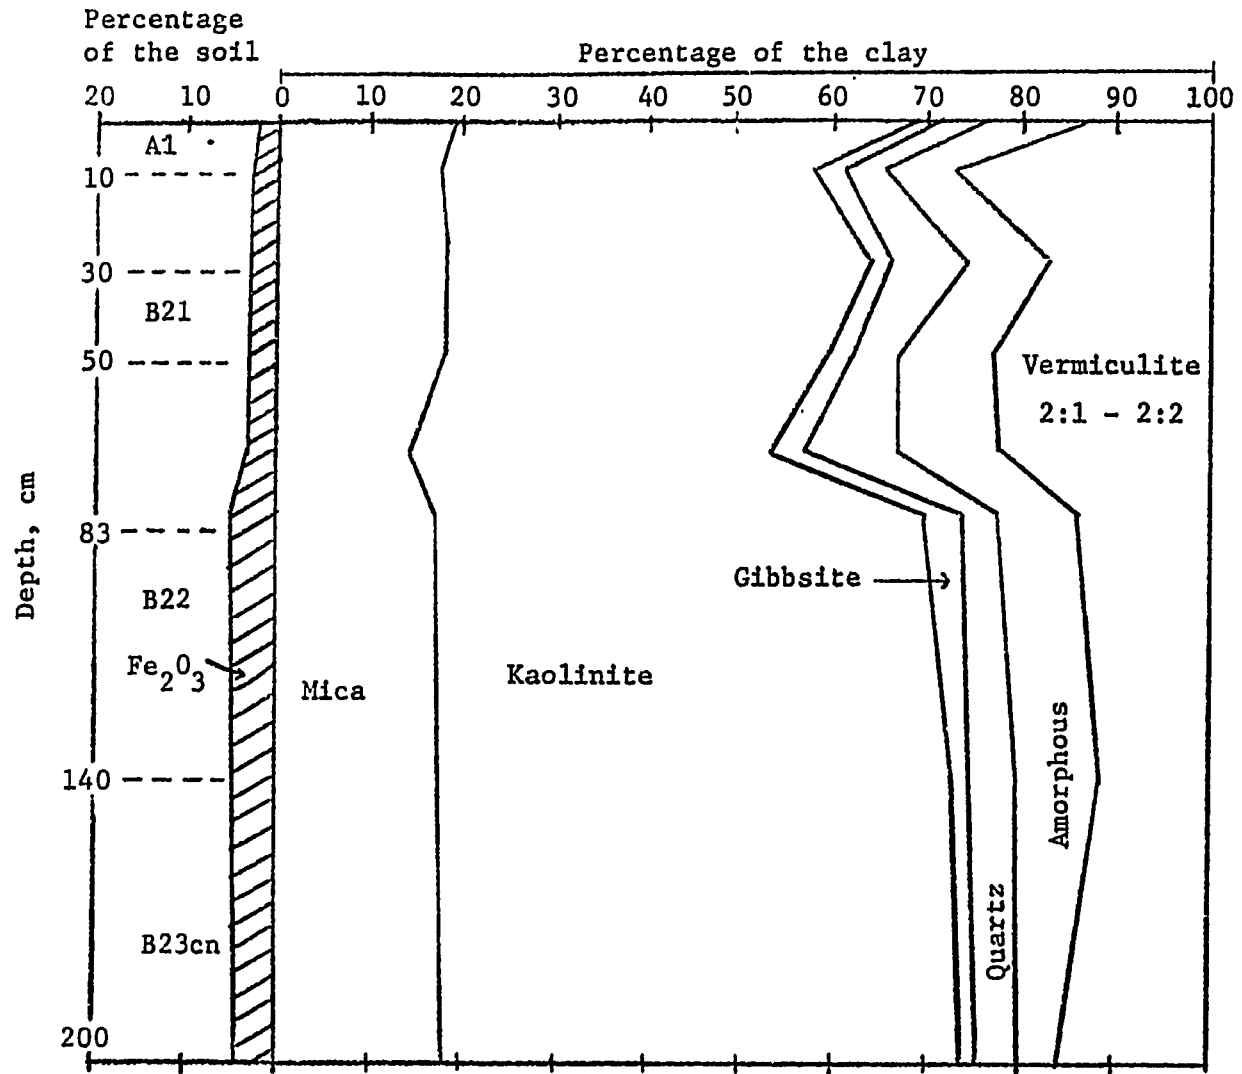 Percentage
of the soil
Percentage of the clay
20 10 0 10 20 30 40 50 60 70 80 90 100
A1
10
30
B21
50
Vermiculite
2:1 - 2:2
Depth, cm
83
Gibbsite
B22
Fe2O3
Mica
Kaolinite
140
Amorphous
Quartz
B23cn
200